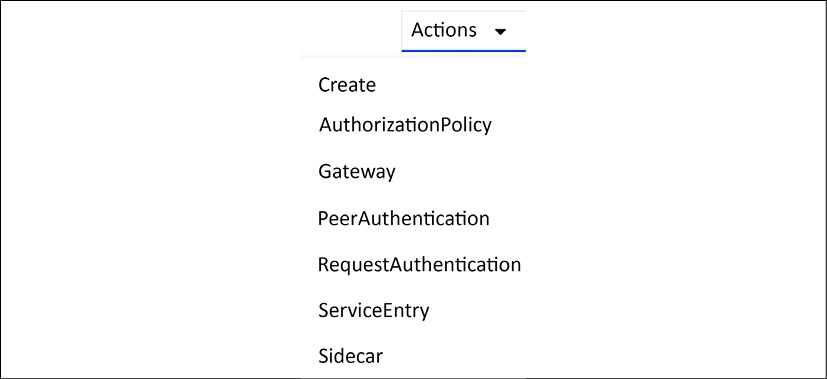 Actions
Create
AuthorizationPolicy
Gateway
PeerAuthentication
RequestAuthentication
ServiceEntry
Sidecar